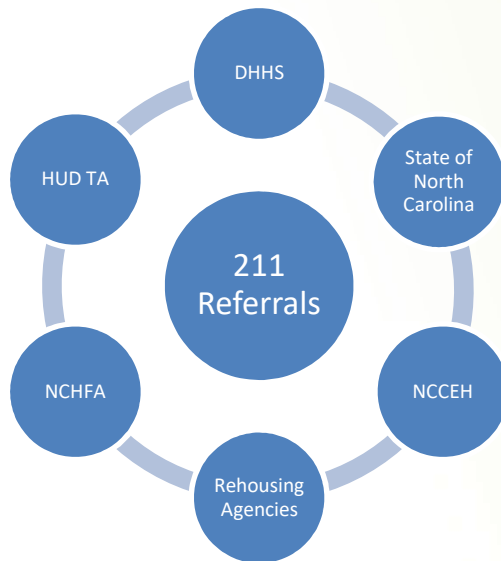 DHHS
State of
North
Carolina
HUD TA
211
Referrals
NCHFA
NCCEH
Rehousing
Agencies